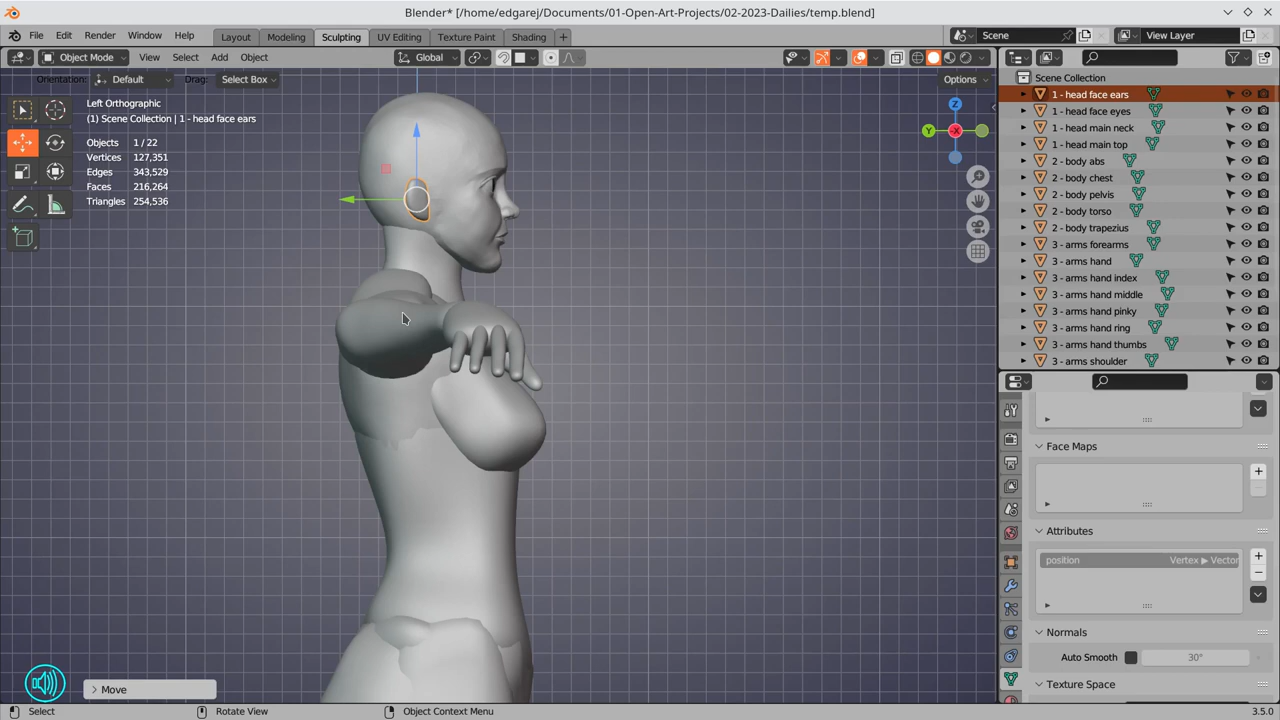 Blender* [/home/edgarej/Documents/01-Open-Art-Projects/02-2023-Dailies/temp.blend]
File Edit Render Window Help Layout Modeling Sculpting UV Editing Texture Paint Shading + Scene View Layer
Object Mode View Select Add Object Global
Orientation: Default Drag: Select Box Options
Left Orthographic
(1) Scene Collection | 1 - head face ears
Objects 1 / 22
Vertices 127,351
Edges 343,529
Faces 216,264
Triangles 254,536
Z
Y
-X
Scene Collection
1 - head face ears
1 - head face eyes
1 - head main neck
1 - head main top
2 - body abs
2 - body chest
2 - body pelvis
2 - body torso
2 - body trapezius
3 - arms forearms
3 - arms hand
3 - arms hand index
3 - arms hand middle
3 - arms hand pinky
3 - arms hand ring
3 - arms hand thumbs
3 - arms shoulder
Face Maps
Attributes
position Vertex ▶ Vector
Normals
Auto Smooth 30°
Texture Space
Move
Select Rotate View Object Context Menu 3.5.0